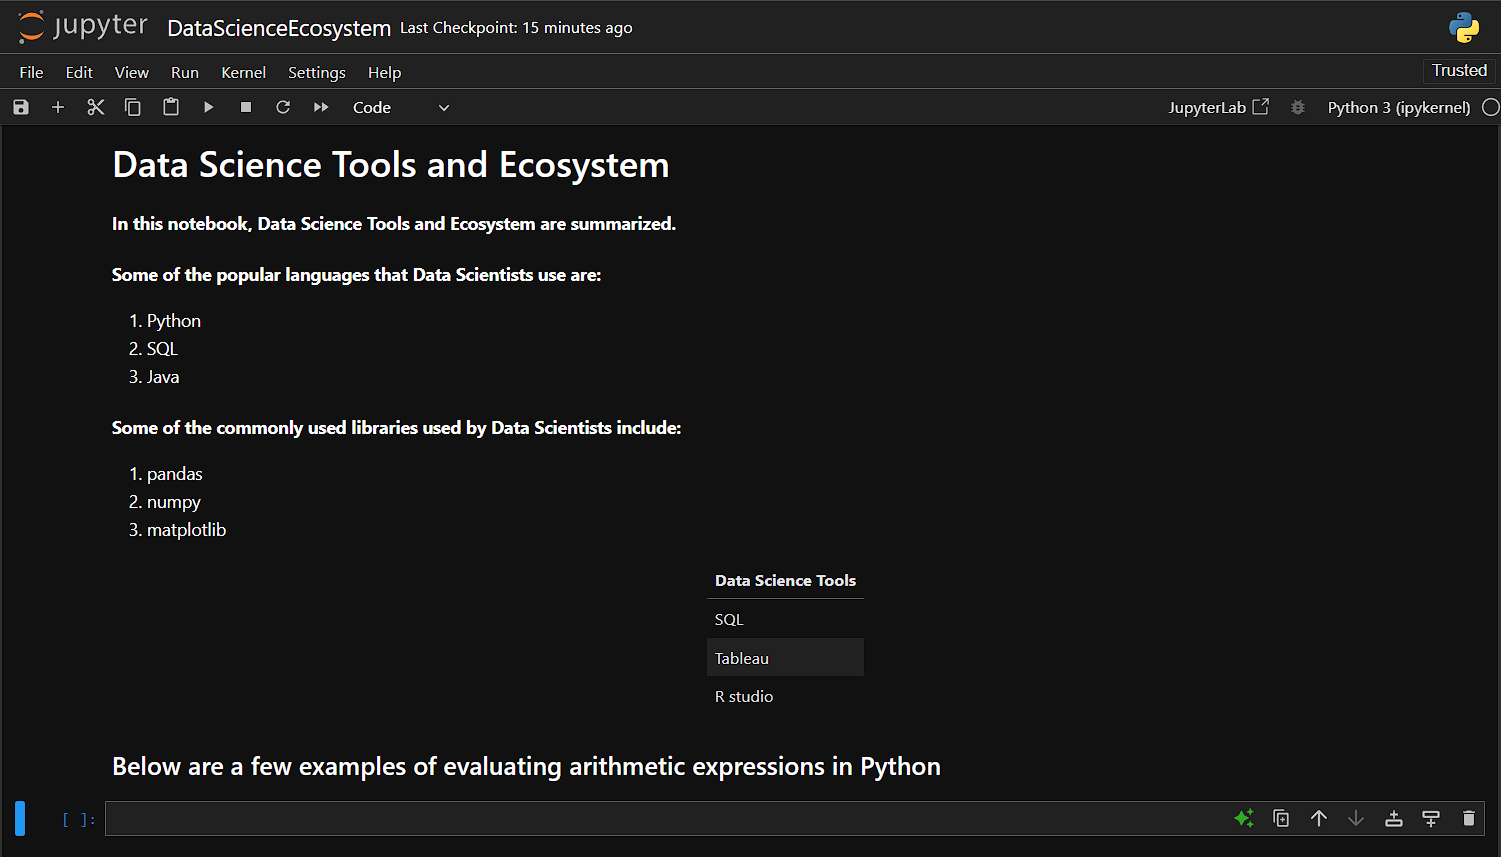 jupyter DataScienceEcosystem Last Checkpoint: 15 minutes ago
File Edit View Run Kernel Settings Help Trusted
Code JupyterLab Python 3 (ipykernel)
Data Science Tools and Ecosystem
In this notebook, Data Science Tools and Ecosystem are summarized.
Some of the popular languages that Data Scientists use are:
1. Python
2. SQL
3. Java
Some of the commonly used libraries used by Data Scientists include:
1. pandas
2. numpy
3. matplotlib
Data Science Tools
SQL
Tableau
R studio
Below are a few examples of evaluating arithmetic expressions in Python
[ ]: